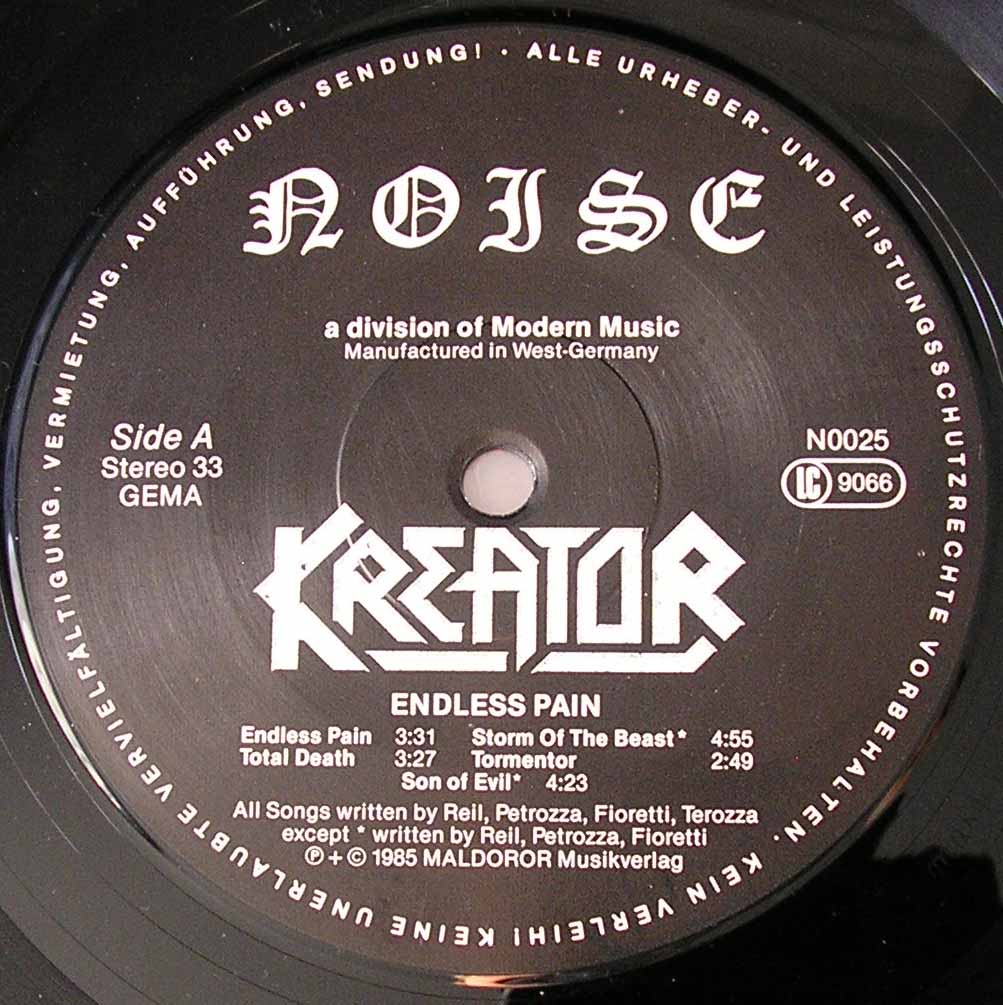 ALLE URHEBER- UND LEISTUNGSSCHUTZRECHTE VORBEHALTEN. KEIN VERLEIH! KEINE UNERLAUBTE VERVIELFÄLTIGUNG, VERMIETUNG, AUFFÜHRUNG, SENDUNG! ·
NOISE
a division of Modern Music
Manufactured in West-Germany
Side A
Stereo 33
GEMA
N0025
LC 9066
KREATOR
ENDLESS PAIN
Endless Pain 3:31 Storm Of The Beast* 4:55
Total Death 3:27 Tormentor 2:49
Son of Evil* 4:23
All Songs written by Reil, Petrozza, Fioretti, Terozza
except * written by Reil, Petrozza, Fioretti
℗ + © 1985 MALDOROR Musikverlag